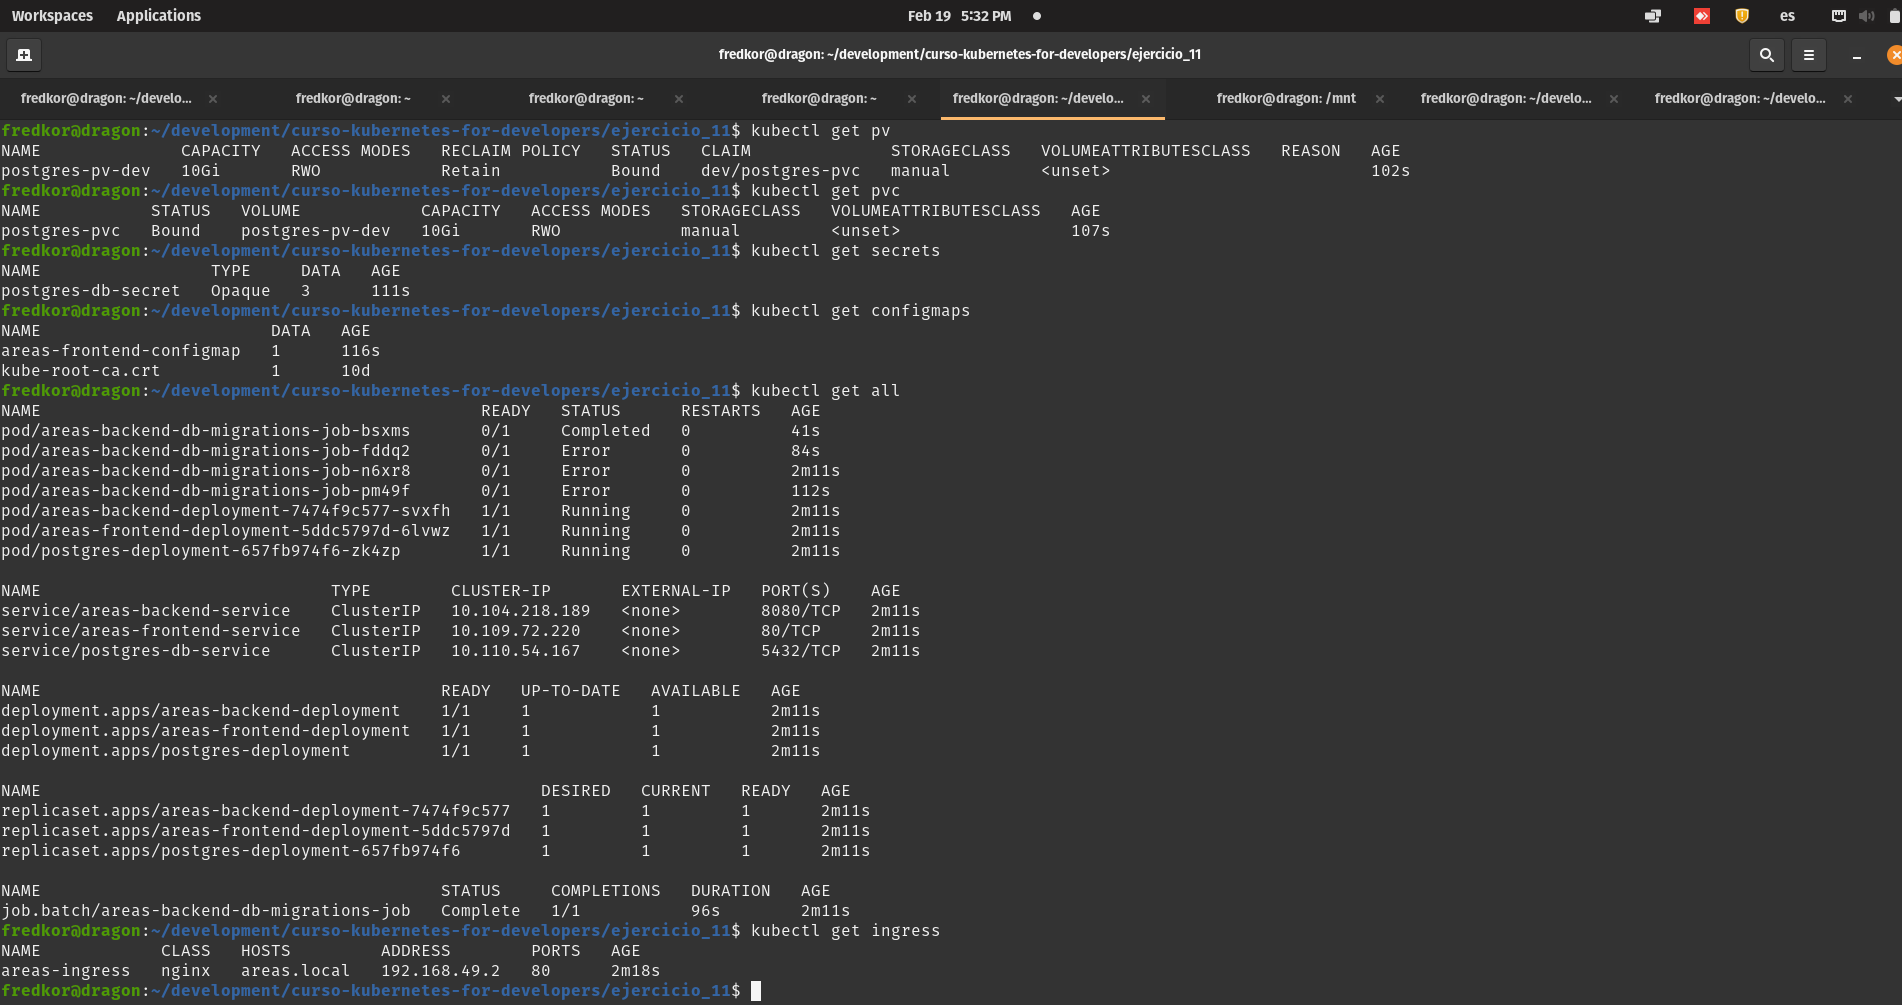 Workspaces Applications Feb 19 5:32 PM es
fredkor@dragon: ~/development/curso-kubernetes-for-developers/ejercicio_11
fredkor@dragon: ~/develo... fredkor@dragon: ~ fredkor@dragon: ~ fredkor@dragon: ~ fredkor@dragon: ~/develo... fredkor@dragon: /mnt fredkor@dragon: ~/develo... fredkor@dragon: ~/develo...
fredkor@dragon:~/development/curso-kubernetes-for-developers/ejercicio_11$ kubectl get pv
NAME CAPACITY ACCESS MODES RECLAIM POLICY STATUS CLAIM STORAGECLASS VOLUMEATTRIBUTESCLASS REASON AGE
postgres-pv-dev 10Gi RWO Retain Bound dev/postgres-pvc manual <unset> 102s
fredkor@dragon:~/development/curso-kubernetes-for-developers/ejercicio_11$ kubectl get pvc
NAME STATUS VOLUME CAPACITY ACCESS MODES STORAGECLASS VOLUMEATTRIBUTESCLASS AGE
postgres-pvc Bound postgres-pv-dev 10Gi RWO manual <unset> 107s
fredkor@dragon:~/development/curso-kubernetes-for-developers/ejercicio_11$ kubectl get secrets
NAME TYPE DATA AGE
postgres-db-secret Opaque 3 111s
fredkor@dragon:~/development/curso-kubernetes-for-developers/ejercicio_11$ kubectl get configmaps
NAME DATA AGE
areas-frontend-configmap 1 116s
kube-root-ca.crt 1 10d
fredkor@dragon:~/development/curso-kubernetes-for-developers/ejercicio_11$ kubectl get all
NAME READY STATUS RESTARTS AGE
pod/areas-backend-db-migrations-job-bsxms 0/1 Completed 0 41s
pod/areas-backend-db-migrations-job-fddq2 0/1 Error 0 84s
pod/areas-backend-db-migrations-job-n6xr8 0/1 Error 0 2m11s
pod/areas-backend-db-migrations-job-pm49f 0/1 Error 0 112s
pod/areas-backend-deployment-7474f9c577-svxfh 1/1 Running 0 2m11s
pod/areas-frontend-deployment-5ddc5797d-6lvwz 1/1 Running 0 2m11s
pod/postgres-deployment-657fb974f6-zk4zp 1/1 Running 0 2m11s
NAME TYPE CLUSTER-IP EXTERNAL-IP PORT(S) AGE
service/areas-backend-service ClusterIP 10.104.218.189 <none> 8080/TCP 2m11s
service/areas-frontend-service ClusterIP 10.109.72.220 <none> 80/TCP 2m11s
service/postgres-db-service ClusterIP 10.110.54.167 <none> 5432/TCP 2m11s
NAME READY UP-TO-DATE AVAILABLE AGE
deployment.apps/areas-backend-deployment 1/1 1 1 2m11s
deployment.apps/areas-frontend-deployment 1/1 1 1 2m11s
deployment.apps/postgres-deployment 1/1 1 1 2m11s
NAME DESIRED CURRENT READY AGE
replicaset.apps/areas-backend-deployment-7474f9c577 1 1 1 2m11s
replicaset.apps/areas-frontend-deployment-5ddc5797d 1 1 1 2m11s
replicaset.apps/postgres-deployment-657fb974f6 1 1 1 2m11s
NAME STATUS COMPLETIONS DURATION AGE
job.batch/areas-backend-db-migrations-job Complete 1/1 96s 2m11s
fredkor@dragon:~/development/curso-kubernetes-for-developers/ejercicio_11$ kubectl get ingress
NAME CLASS HOSTS ADDRESS PORTS AGE
areas-ingress nginx areas.local 192.168.49.2 80 2m18s
fredkor@dragon:~/development/curso-kubernetes-for-developers/ejercicio_11$